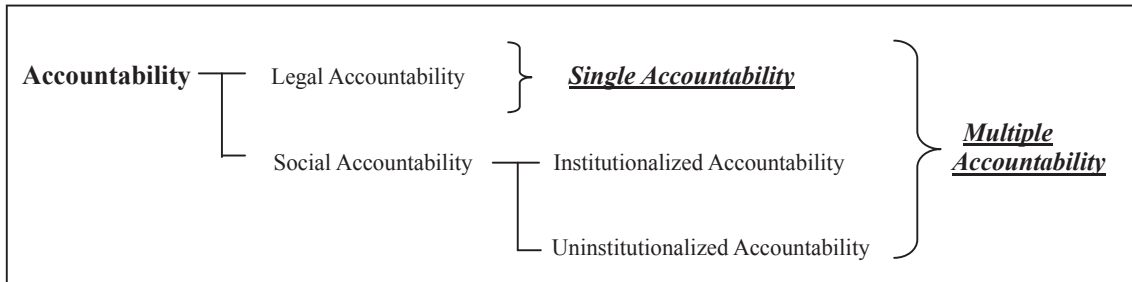 Accountability
Legal Accountability
Single Accountability
Social Accountability
Institutionalized Accountability
Uninstitutionalized Accountability
Multiple
Accountability